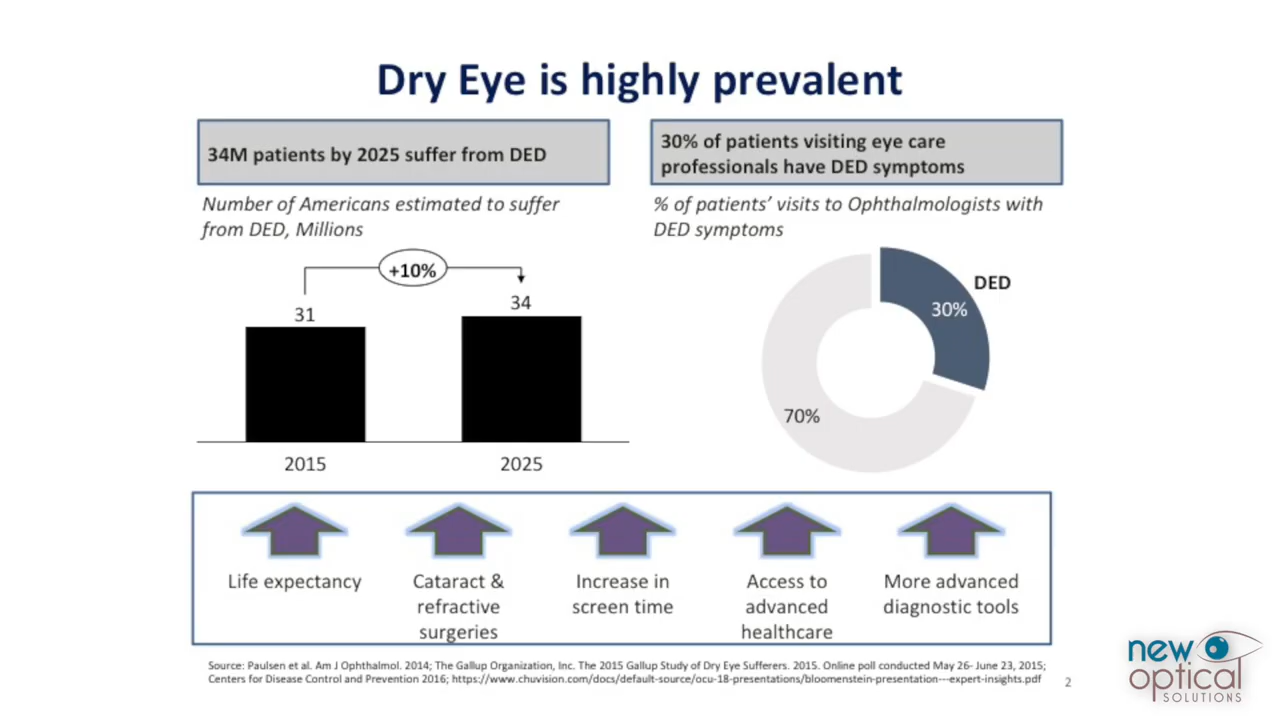 Dry Eye is highly prevalent
34M patients by 2025 suffer from DED
30% of patients visiting eye care
professionals have DED symptoms
Number of Americans estimated to suffer
from DED, Millions
% of patients’ visits to Ophthalmologists with
DED symptoms
+10%
31
34
2015
2025
DED
30%
70%
Life expectancy
Cataract &
refractive
surgeries
Increase in
screen time
Access to
advanced
healthcare
More advanced
diagnostic tools
Source: Paulsen et al. Am J Ophthalmol. 2014; The Gallup Organization, Inc. The 2015 Gallup Study of Dry Eye Sufferers. 2015. Online poll conducted May 26- June 23, 2015;
Centers for Disease Control and Prevention 2016; https://www.chuvision.com/docs/default-source/ocu-18-presentations/bloomenstein-presentation---expert-insights.pdf
2
new
optical
SOLUTIONS